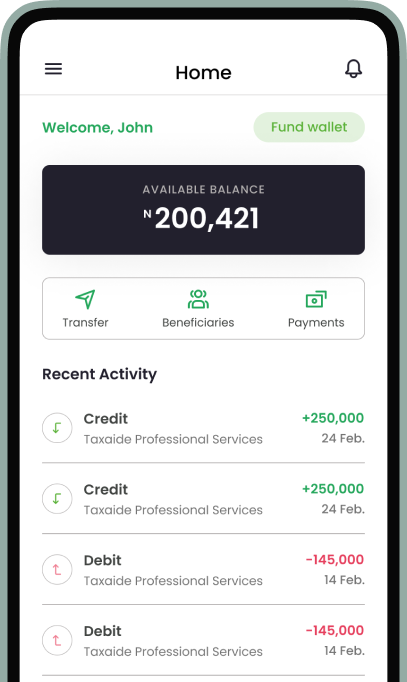 Home
Welcome, John
Fund wallet
AVAILABLE BALANCE
N 200,421
Transfer Beneficiaries Payments
Recent Activity
Credit +250,000
Taxaide Professional Services 24 Feb.
Credit +250,000
Taxaide Professional Services 24 Feb.
Debit -145,000
Taxaide Professional Services 14 Feb.
Debit -145,000
Taxaide Professional Services 14 Feb.